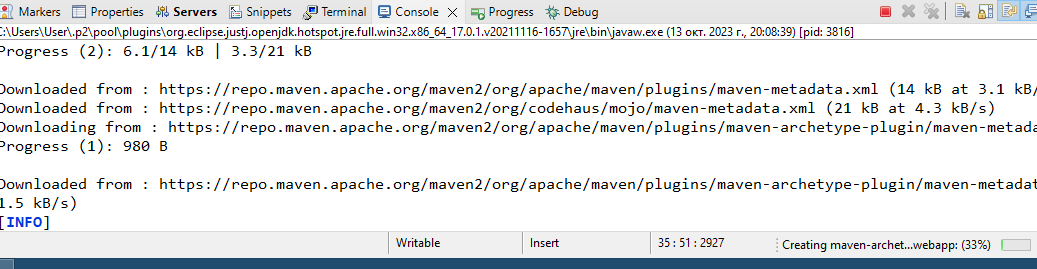 Markers Properties Servers Snippets Terminal Console Progress Debug
C:\Users\User\.p2\pool\plugins\org.eclipse.justj.openjdk.hotspot.jre.full.win32.x86_64_17.0.1.v20211116-1657\jre\bin\javaw.exe (13 окт. 2023 г., 20:08:39) [pid: 3816]
Progress (2): 6.1/14 kB | 3.3/21 kB
Downloaded from : https://repo.maven.apache.org/maven2/org/apache/maven/plugins/maven-metadata.xml (14 kB at 3.1 kB/
Downloaded from : https://repo.maven.apache.org/maven2/org/codehaus/mojo/maven-metadata.xml (21 kB at 4.3 kB/s)
Downloading from : https://repo.maven.apache.org/maven2/org/apache/maven/plugins/maven-archetype-plugin/maven-metada
Progress (1): 980 B
Downloaded from : https://repo.maven.apache.org/maven2/org/apache/maven/plugins/maven-archetype-plugin/maven-metadat
1.5 kB/s)
[INFO]
Writable Insert 35 : 51 : 2927 Creating maven-archet...webapp: (33%)